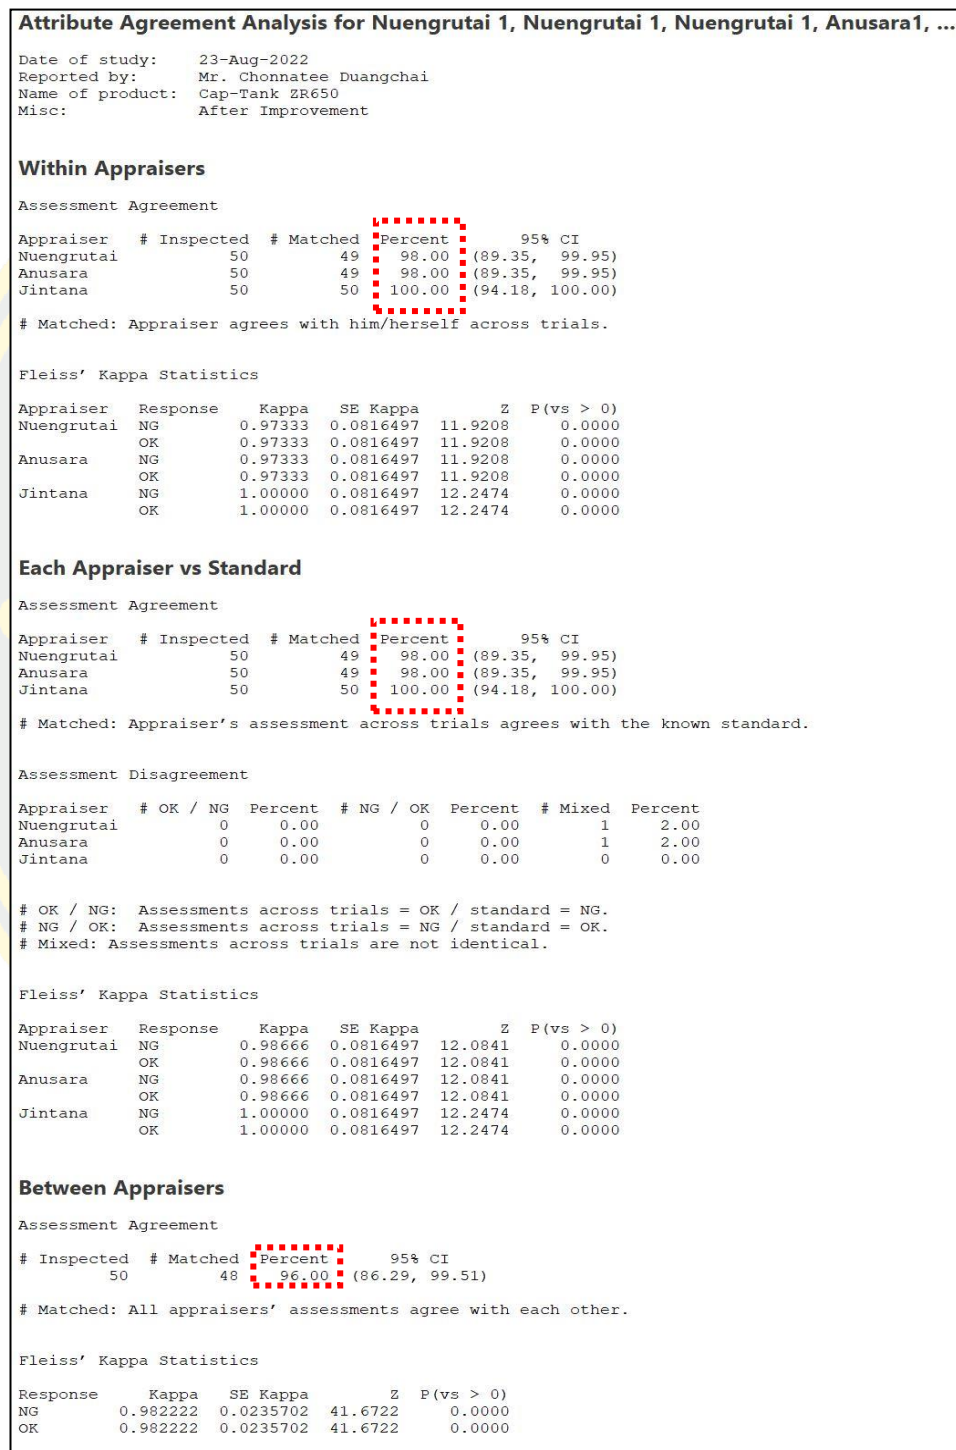 Attribute Agreement Analysis for Nuengrutai 1, Nuengrutai 1, Nuengrutai 1, Anusara1, ...
Date of study: 23-Aug-2022
Reported by: Mr. Chonnatee Duangchai
Name of product: Cap-Tank ZR650
Misc: After Improvement
Within Appraisers
Assessment Agreement
Appraiser # Inspected # Matched Percent 95% CI
Nuengrutai 50 49 98.00 (89.35, 99.95)
Anusara 50 49 98.00 (89.35, 99.95)
Jintana 50 50 100.00 (94.18, 100.00)
# Matched: Appraiser agrees with him/herself across trials.
Fleiss' Kappa Statistics
Appraiser Response Kappa SE Kappa Z P(vs > 0)
Nuengrutai NG 0.97333 0.0816497 11.9208 0.0000
OK 0.97333 0.0816497 11.9208 0.0000
Anusara NG 0.97333 0.0816497 11.9208 0.0000
OK 0.97333 0.0816497 11.9208 0.0000
Jintana NG 1.00000 0.0816497 12.2474 0.0000
OK 1.00000 0.0816497 12.2474 0.0000
Each Appraiser vs Standard
Assessment Agreement
Appraiser # Inspected # Matched Percent 95% CI
Nuengrutai 50 49 98.00 (89.35, 99.95)
Anusara 50 49 98.00 (89.35, 99.95)
Jintana 50 50 100.00 (94.18, 100.00)
# Matched: Appraiser's assessment across trials agrees with the known standard.
Assessment Disagreement
Appraiser # OK / NG Percent # NG / OK Percent # Mixed Percent
Nuengrutai 0 0.00 0 0.00 1 2.00
Anusara 0 0.00 0 0.00 1 2.00
Jintana 0 0.00 0 0.00 0 0.00
# OK / NG: Assessments across trials = OK / standard = NG.
# NG / OK: Assessments across trials = NG / standard = OK.
# Mixed: Assessments across trials are not identical.
Fleiss' Kappa Statistics
Appraiser Response Kappa SE Kappa Z P(vs > 0)
Nuengrutai NG 0.98666 0.0816497 12.0841 0.0000
OK 0.98666 0.0816497 12.0841 0.0000
Anusara NG 0.98666 0.0816497 12.0841 0.0000
OK 0.98666 0.0816497 12.0841 0.0000
Jintana NG 1.00000 0.0816497 12.2474 0.0000
OK 1.00000 0.0816497 12.2474 0.0000
Between Appraisers
Assessment Agreement
# Inspected # Matched Percent 95% CI
50 48 96.00 (86.29, 99.51)
# Matched: All appraisers' assessments agree with each other.
Fleiss' Kappa Statistics
Response Kappa SE Kappa Z P(vs > 0)
NG 0.982222 0.0235702 41.6722 0.0000
OK 0.982222 0.0235702 41.6722 0.0000